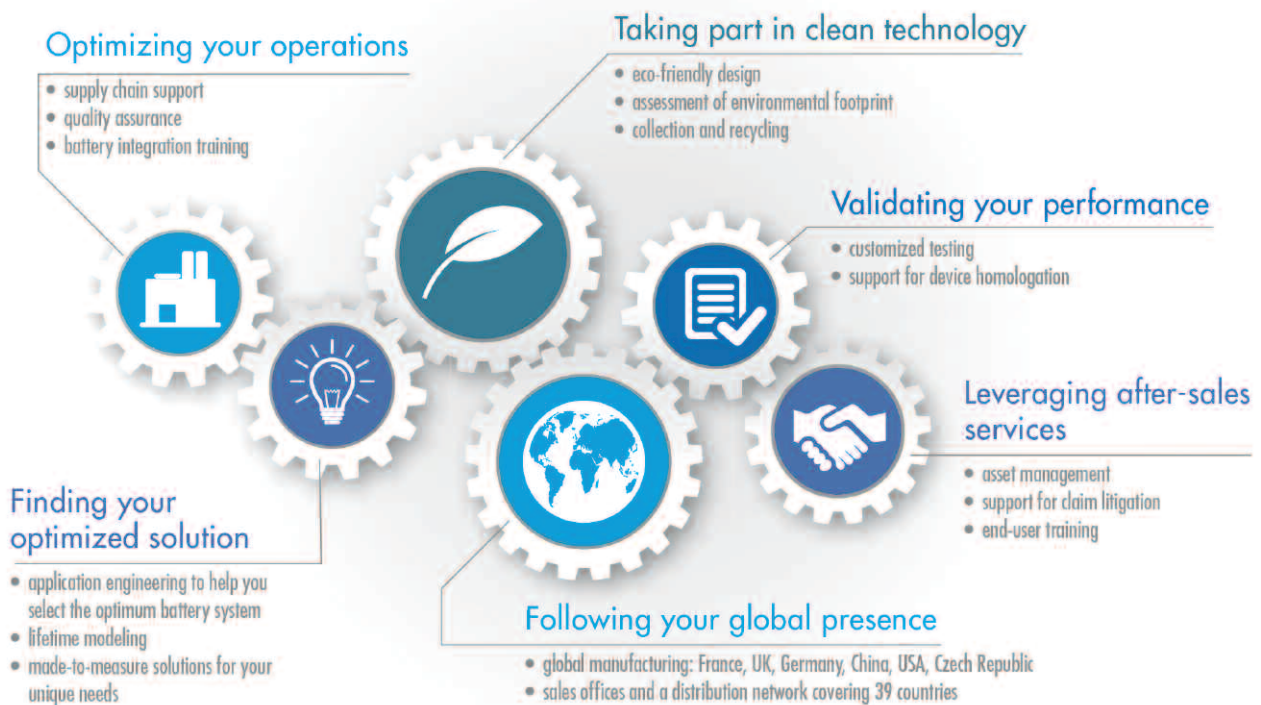 Optimizing your operations
• supply chain support
• quality assurance
• battery integration training
Taking part in clean technology
• eco-friendly design
• assessment of environmental footprint
• collection and recycling
Validating your performance
• customized testing
• support for device homologation
Leveraging after-sales
services
• asset management
• support for claim litigation
• end-user training
Finding your
optimized solution
• application engineering to help you
select the optimum battery system
• lifetime modeling
• made-to-measure solutions for your
unique needs
Following your global presence
• global manufacturing: France, UK, Germany, China, USA, Czech Republic
• sales offices and a distribution network covering 39 countries